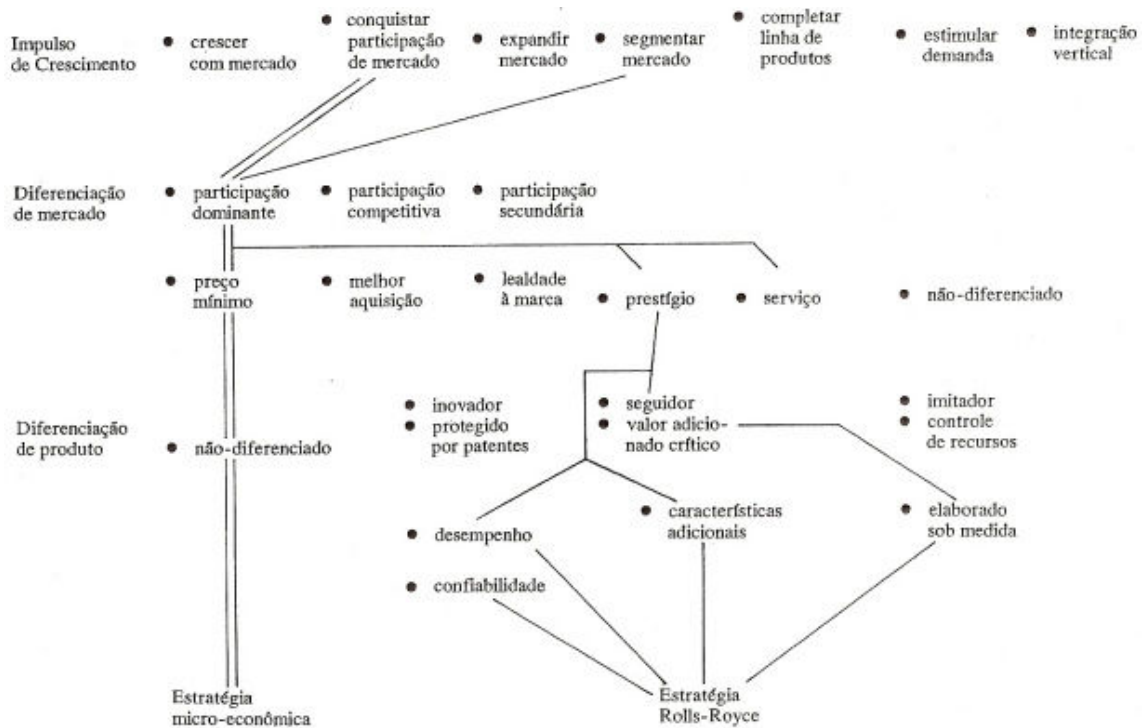 Impulso
de Crescimento
● crescer
com mercado
● conquistar
participação
de mercado
● expandir
mercado
● segmentar
mercado
● completar
linha de
produtos
● estimular
demanda
● integração
vertical
Diferenciação
de mercado
● participação
dominante
● participação
competitiva
● participação
secundária
● preço
mínimo
● melhor
aquisição
● lealdade
à marca
● prestígio
● serviço
● não-diferenciado
Diferenciação
de produto
● não-diferenciado
● inovador
● protegido
por patentes
● seguidor
● valor adicio-
nado crítico
● imitador
● controle
de recursos
● desempenho
● características
adicionais
● elaborado
sob medida
● confiabilidade
Estratégia
micro-econômica
Estratégia
Rolls-Royce